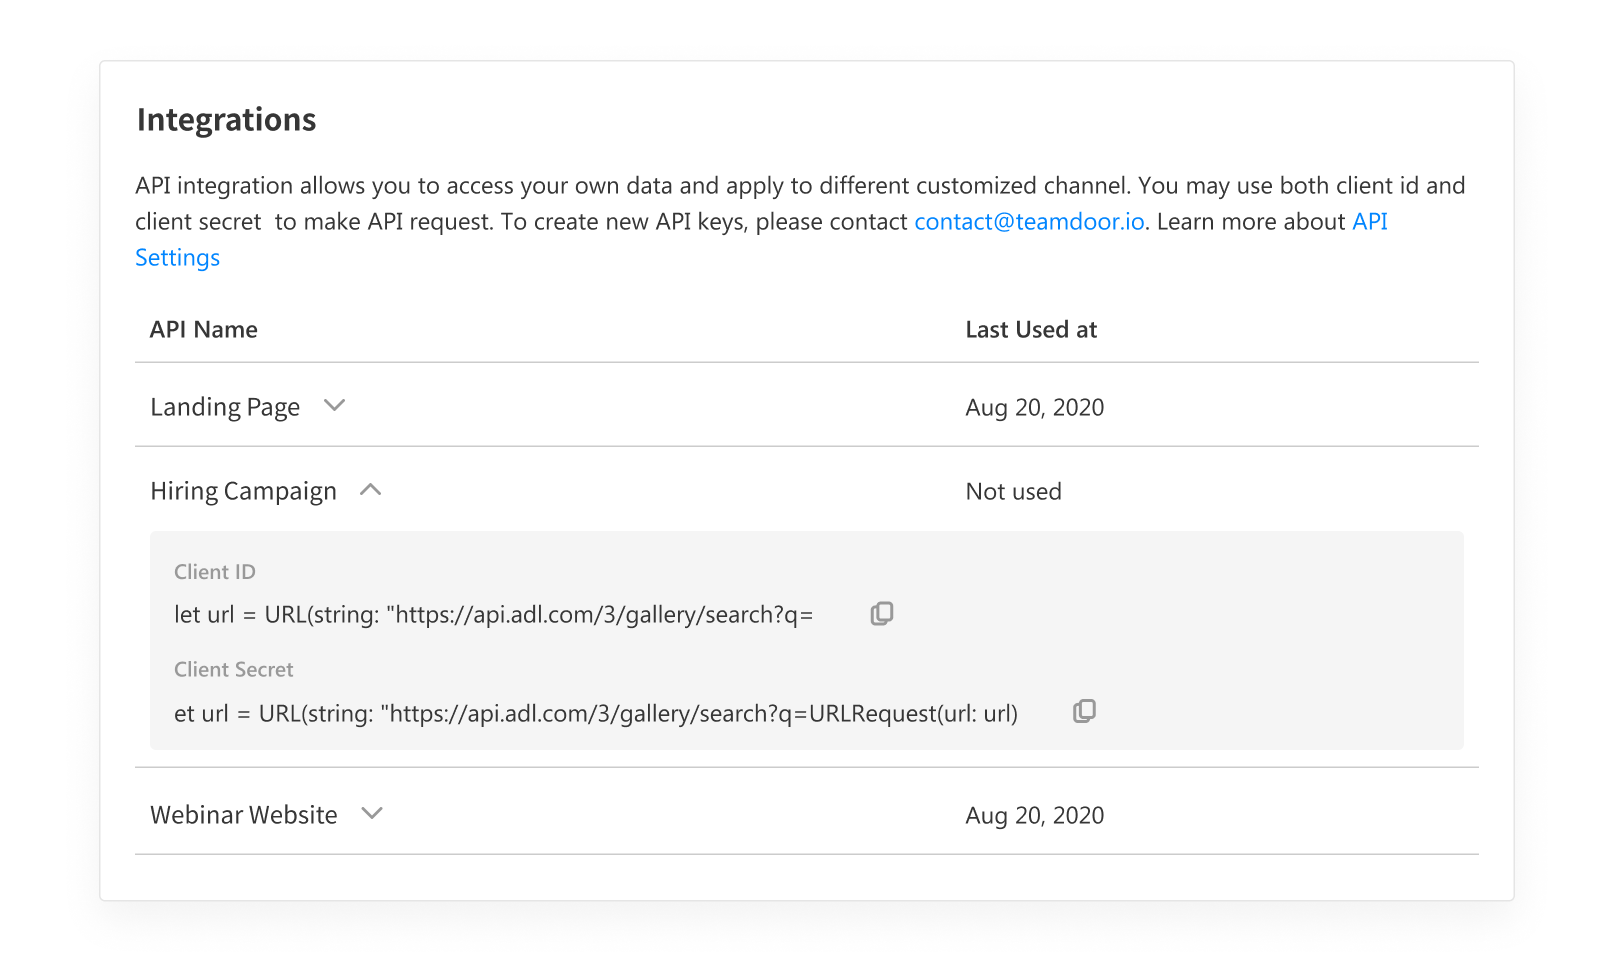 Integrations
API integration allows you to access your own data and apply to different customized channel. You may use both client id and
client secret  to make API request. To create new API keys, please contact contact@teamdoor.io. Learn more about API
Settings
API Name Last Used at
Landing Page Aug 20, 2020
Hiring Campaign Not used
Client ID
let url = URL(string: "https://api.adl.com/3/gallery/search?q=
Client Secret
et url = URL(string: "https://api.adl.com/3/gallery/search?q=URLRequest(url: url)
Webinar Website Aug 20, 2020